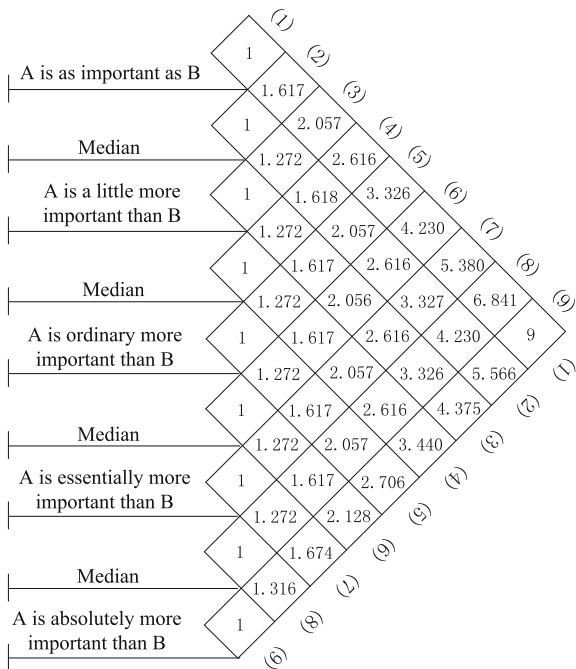 (1)
1 (2)
A is as important as B
1.617 (3)
1 2.057 (4)
Median
1.272 2.616 (5)
A is a little more
1 1.618 3.326 (6)
important than B
1.272 2.057 4.230 (7)
1 1.617 2.616 5.380 (8)
Median
1.272 2.056 3.327 6.841 (9)
A is ordinary more
1 1.617 2.616 4.230 9
important than B
1.272 2.057 3.326 5.566 (1)
1 1.617 2.616 4.375 (2)
Median
1.272 2.057 3.440 (3)
A is essentially more
1 1.617 2.706 (4)
important than B
1.272 2.128 (5)
1 1.674 (6)
Median
1.316 (7)
A is absolutely more
1 (8)
important than B
(9)